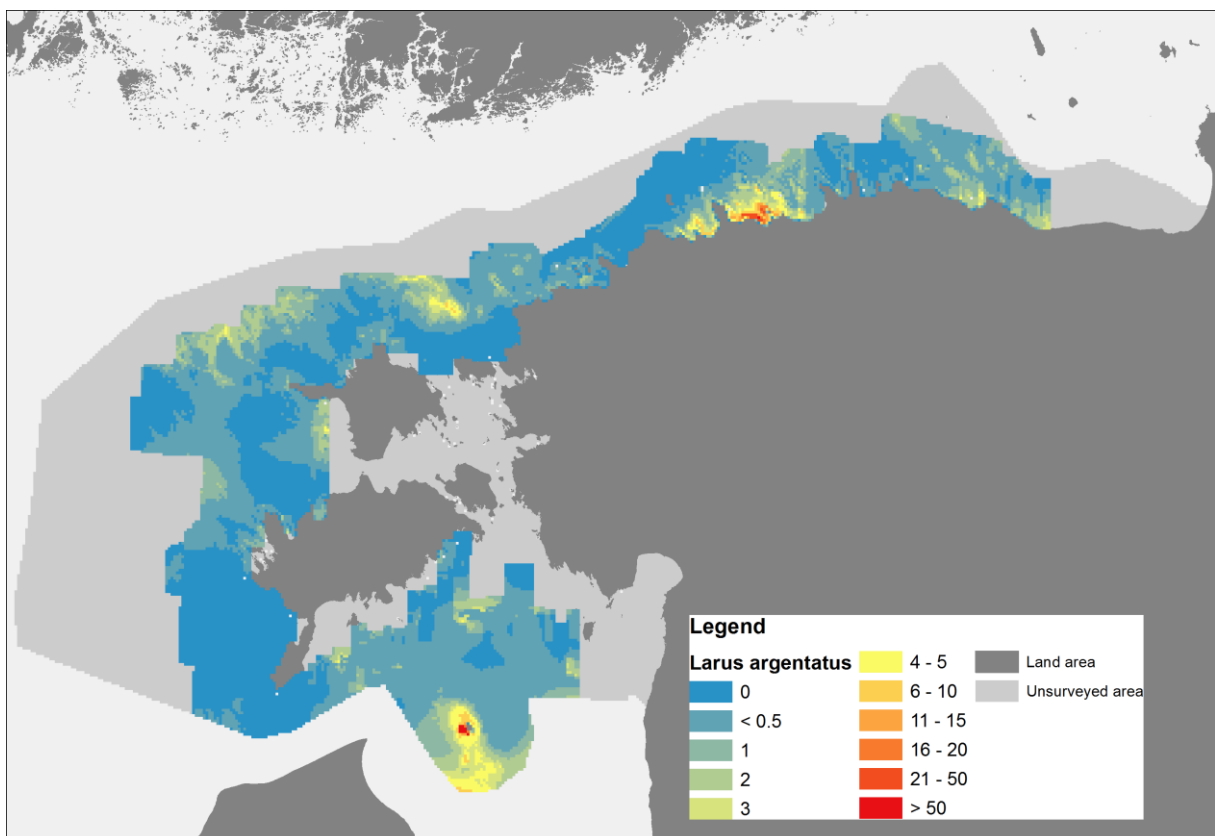 Legend
Larus argentatus
0
< 0.5
1
2
3
4 - 5
6 - 10
11 - 15
16 - 20
21 - 50
> 50
Land area
Unsurveyed area